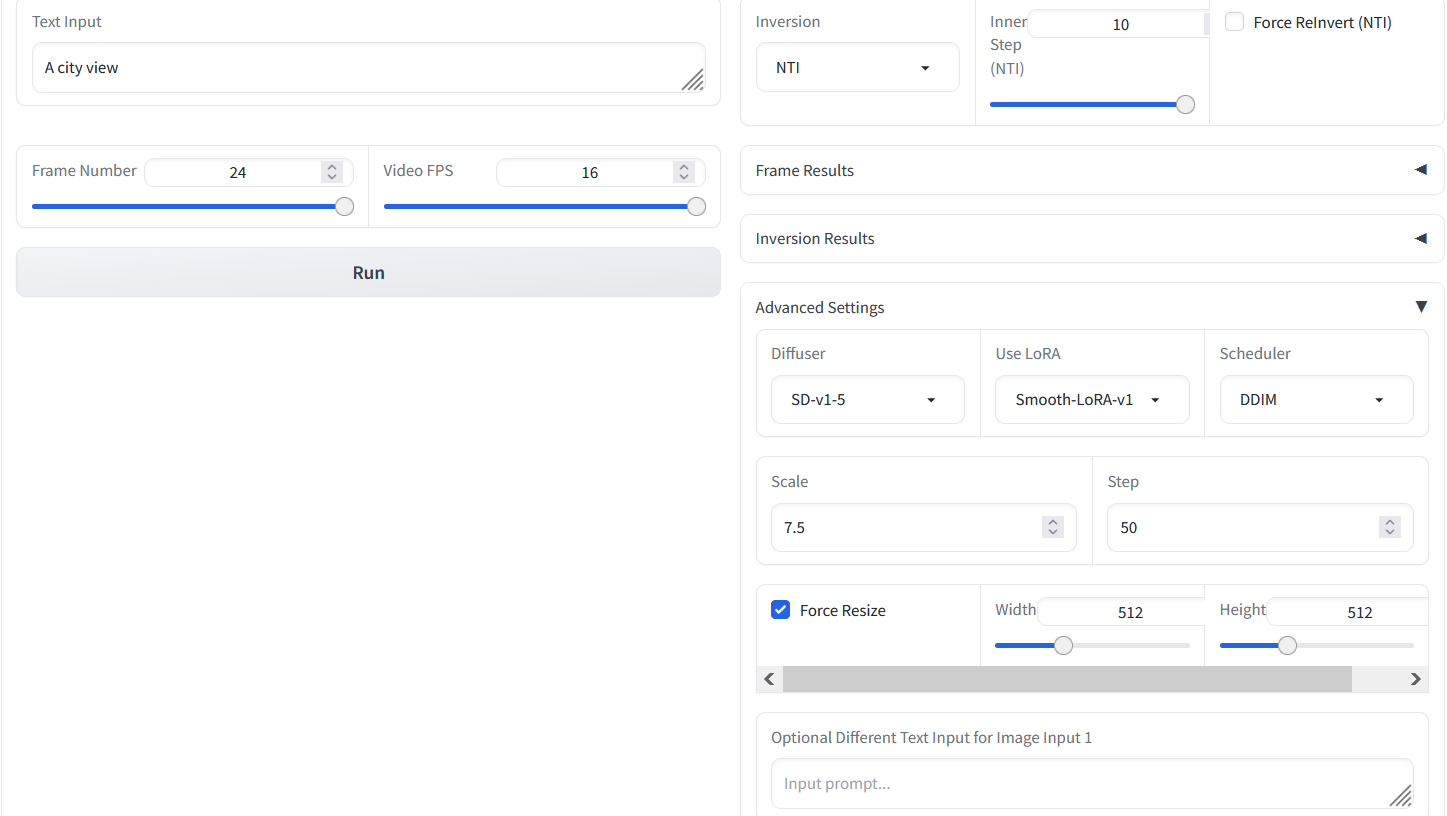 Text Input
A city view
Frame Number
24
Video FPS
16
Run
Inversion
NTI
Inner
Step
(NTI)
10
Force ReInvert (NTI)
Frame Results
Inversion Results
Advanced Settings
Diffuser
SD-v1-5
Use LoRA
Smooth-LoRA-v1
Scheduler
DDIM
Scale
7.5
Step
50
Force Resize
Width
512
Height
512
Optional Different Text Input for Image Input 1
Input prompt...